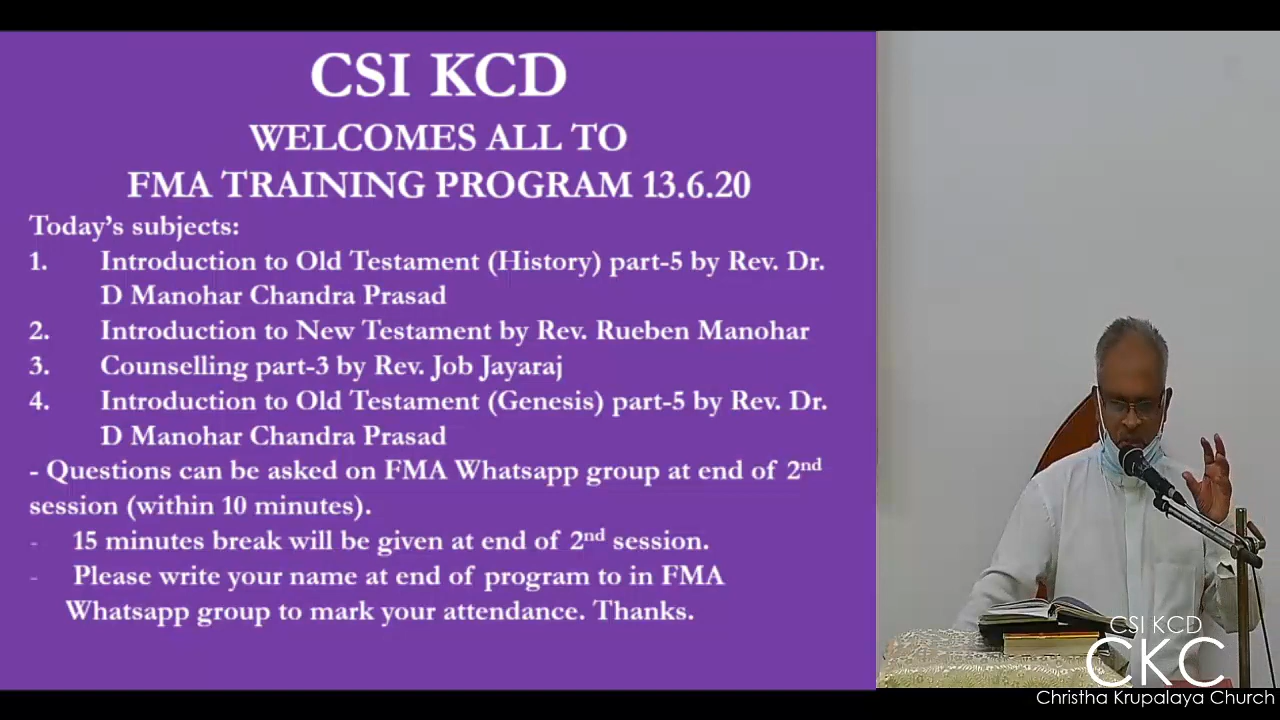 CSI KCD
WELCOMES ALL TO
FMA TRAINING PROGRAM 13.6.20
Today's subjects:
1. Introduction to Old Testament (History) part-5 by Rev. Dr.
D Manohar Chandra Prasad
2. Introduction to New Testament by Rev. Rueben Manohar
3. Counselling part-3 by Rev. Job Jayaraj
4. Introduction to Old Testament (Genesis) part-5 by Rev. Dr.
D Manohar Chandra Prasad
- Questions can be asked on FMA Whatsapp group at end of 2nd
session (within 10 minutes).
- 15 minutes break will be given at end of 2nd session.
- Please write your name at end of program to in FMA
Whatsapp group to mark your attendance. Thanks.
CSI KCD
CKC
Christha Krupalaya Church